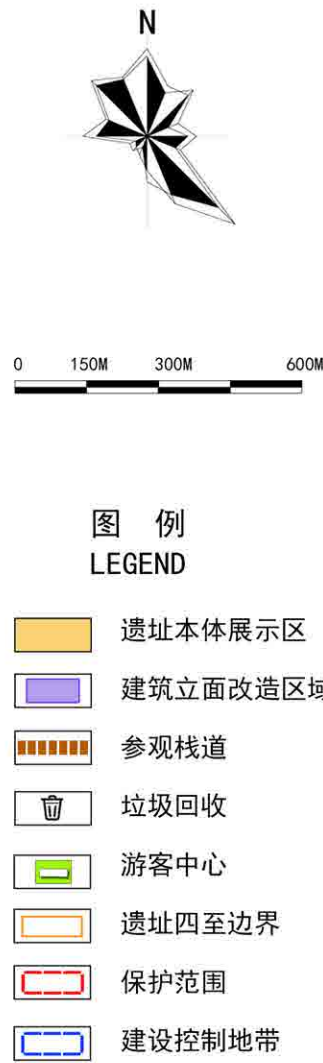 N
0 150M 300M 600M
图 例
LEGEND
遗址本体展示区
建筑立面改造区域
参观栈道
垃圾回收
游客中心
遗址四至边界
保护范围
建设控制地带